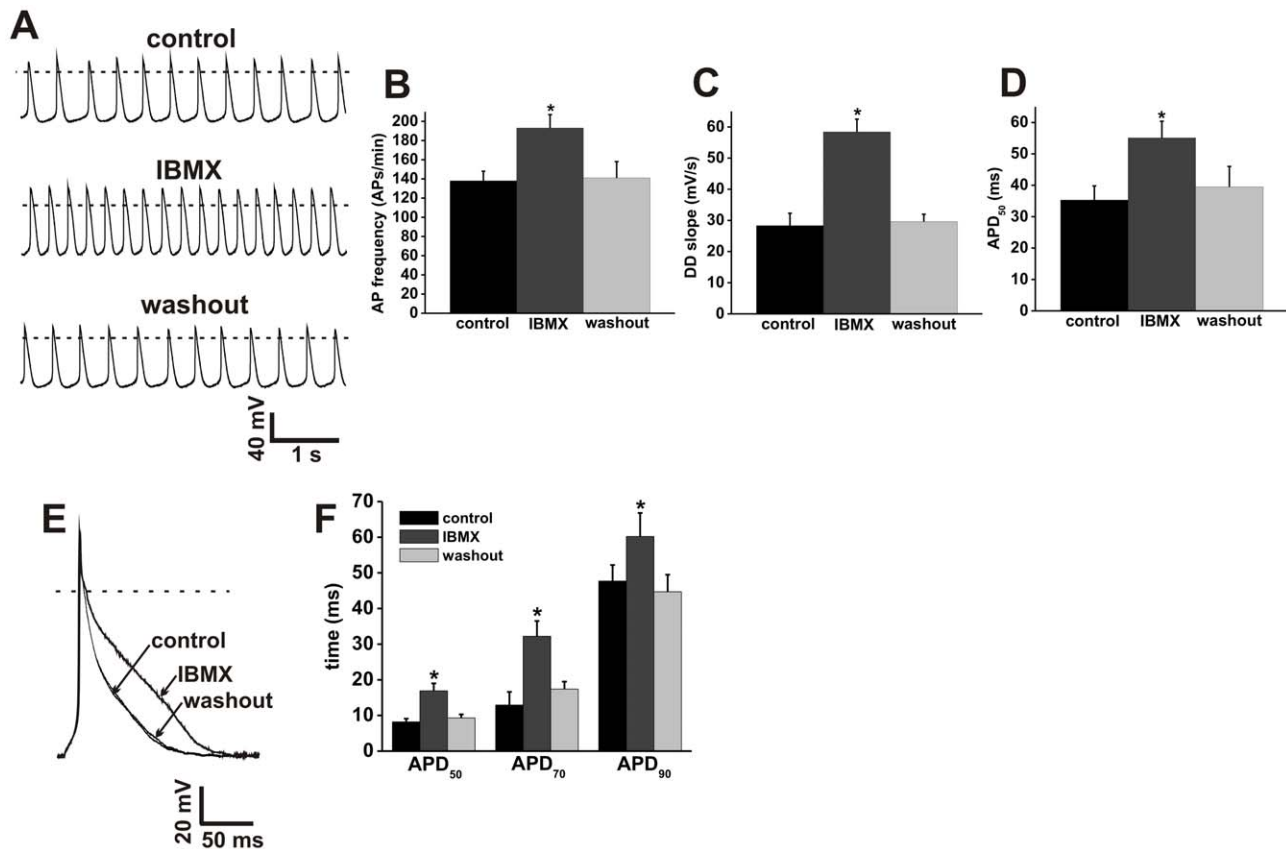 A
control
IBMX
washout
40 mV
1 s
B
AP frequency (APs/min)
200
180
160
140
120
100
80
60
40
20
0
*
control IBMX washout
C
DD slope (mV/s)
60
50
40
30
20
10
0
*
control IBMX washout
D
APD50 (ms)
60
50
40
30
20
10
0
*
control IBMX washout
E
control
IBMX
washout
20 mV
50 ms
F
time (ms)
70
60
50
40
30
20
10
0
control
IBMX
washout
*
*
*
APD50 APD70 APD90